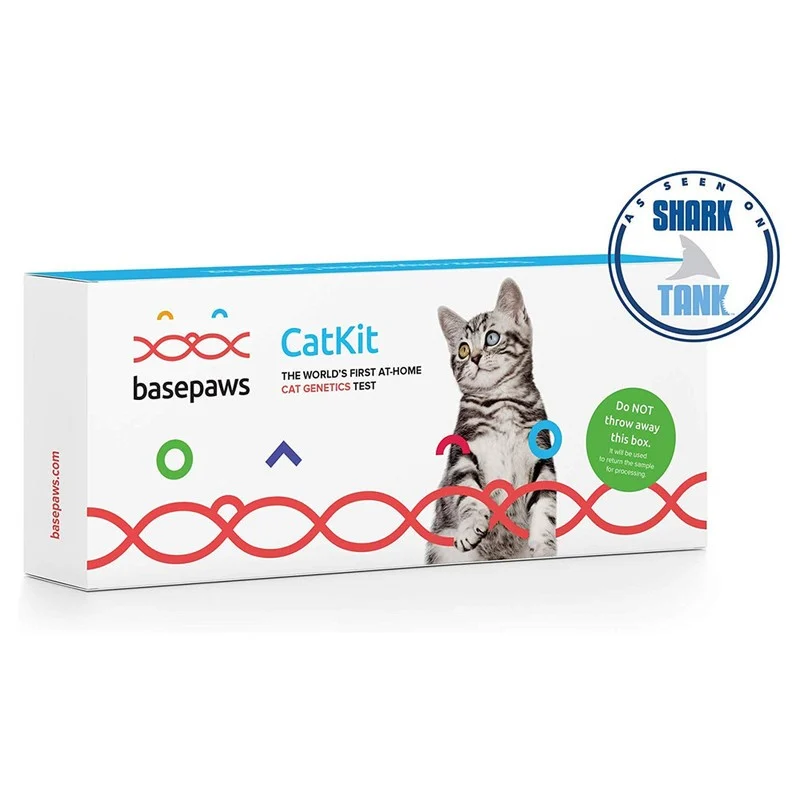 AS SEEN ON
SHARK
TANK™
CatKit
THE WORLD'S FIRST AT-HOME
CAT GENETICS TEST
basepaws
Do NOT
throw away
this box.
It will be used
to return the sample
for processing.
basepaws.com